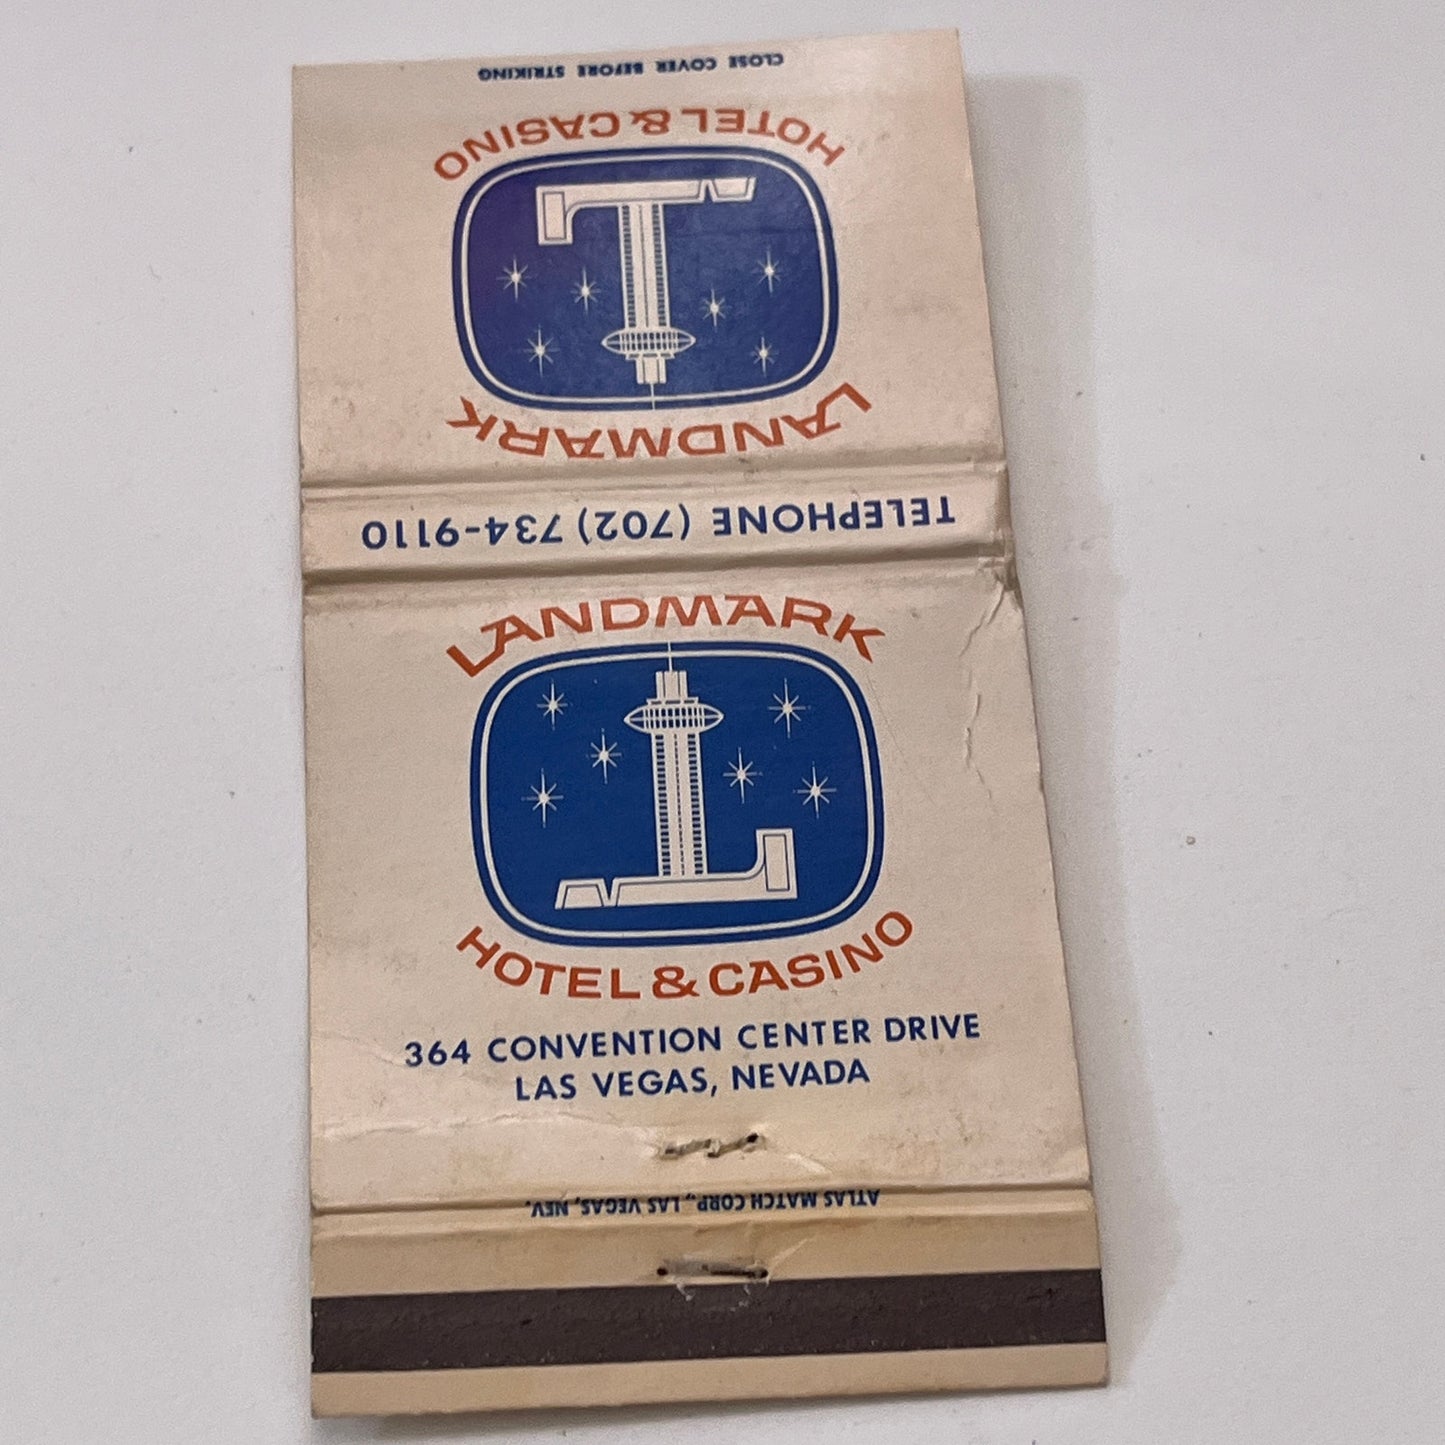 CLOSE COVER BEFORE STRIKING
HOTEL & CASINO
LANDMARK
TELEPHONE (702) 734-9110
LANDMARK
HOTEL & CASINO
364 CONVENTION CENTER DRIVE
LAS VEGAS, NEVADA
ATLAS MATCH CORP., LAS VEGAS, NEV.